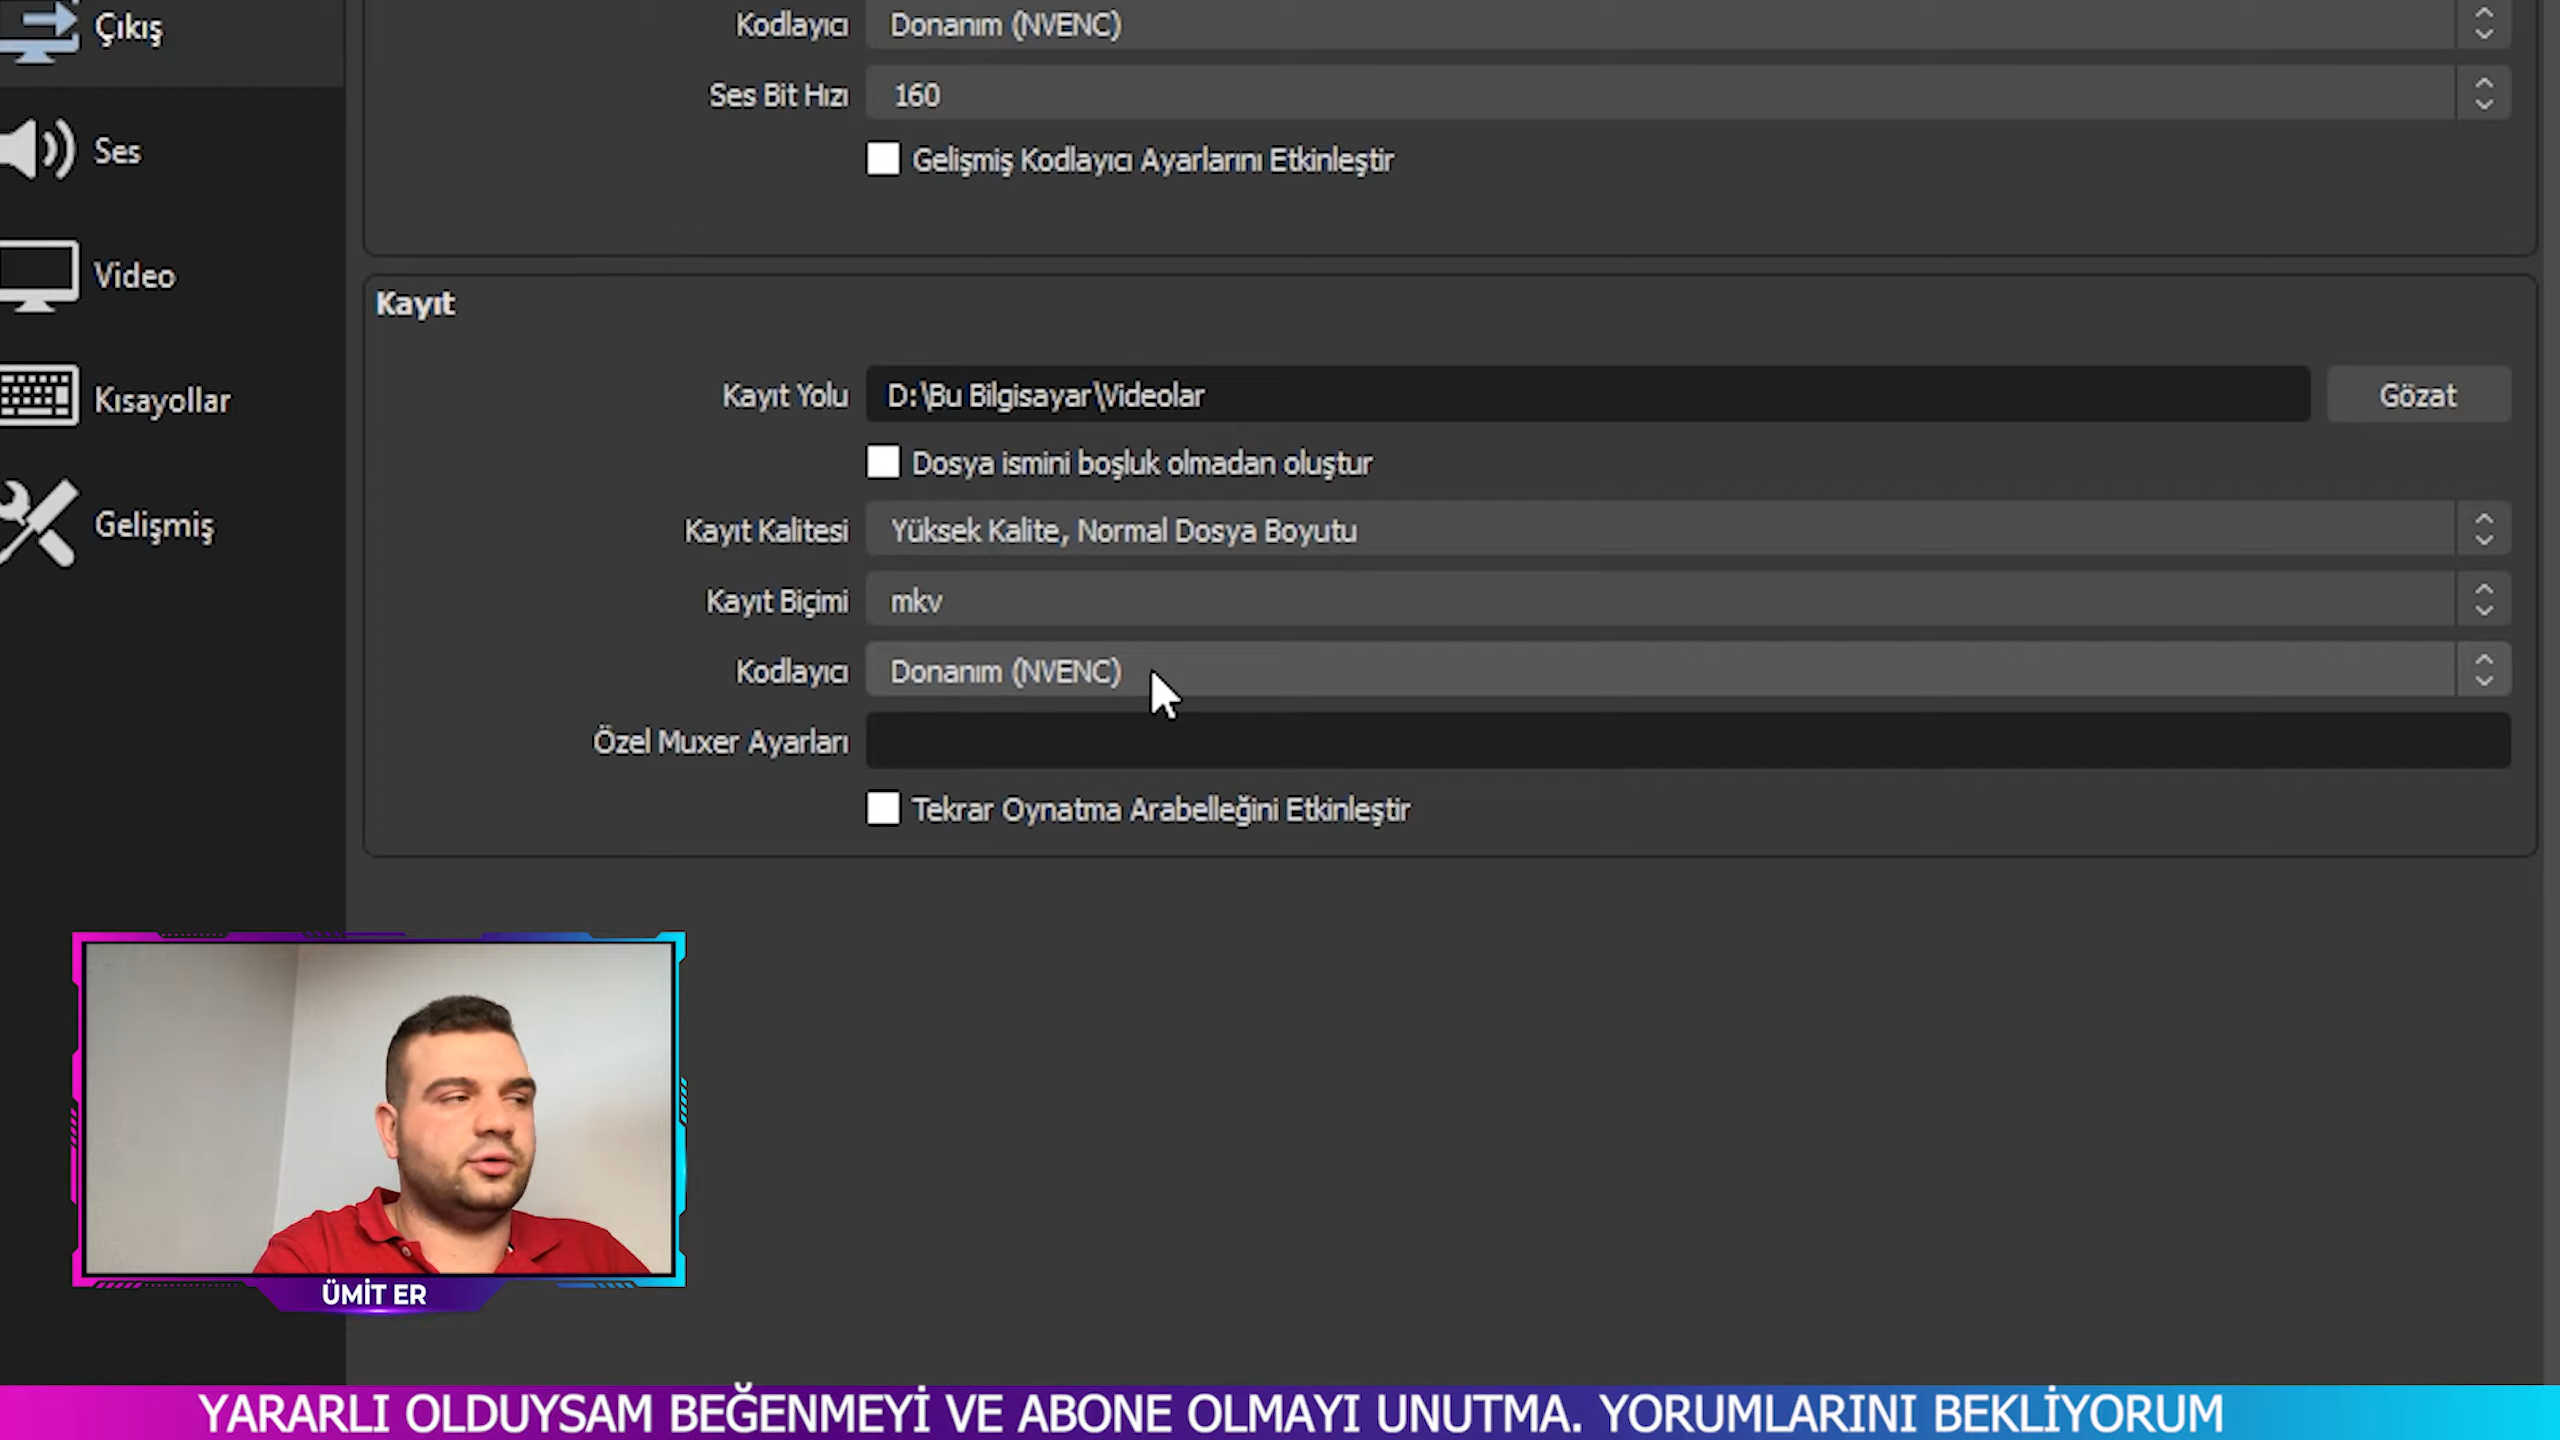 Çıkış
Ses
Video
Kısayollar
Gelişmiş
Kodlayıcı Donanım (NVENC)
Ses Bit Hızı 160
Gelişmiş Kodlayıcı Ayarlarını Etkinleştir
Kayıt
Kayıt Yolu D:\Bu Bilgisayar\Videolar Gözat
Dosya ismini boşluk olmadan oluştur
Kayıt Kalitesi Yüksek Kalite, Normal Dosya Boyutu
Kayıt Biçimi mkv
Kodlayıcı Donanım (NVENC)
Özel Muxer Ayarları
Tekrar Oynatma Arabelleğini Etkinleştir
ÜMİT ER
YARARLI OLDUYSAM BEĞENMEYİ VE ABONE OLMAYI UNUTMA. YORUMLARINI BEKLİYORUM